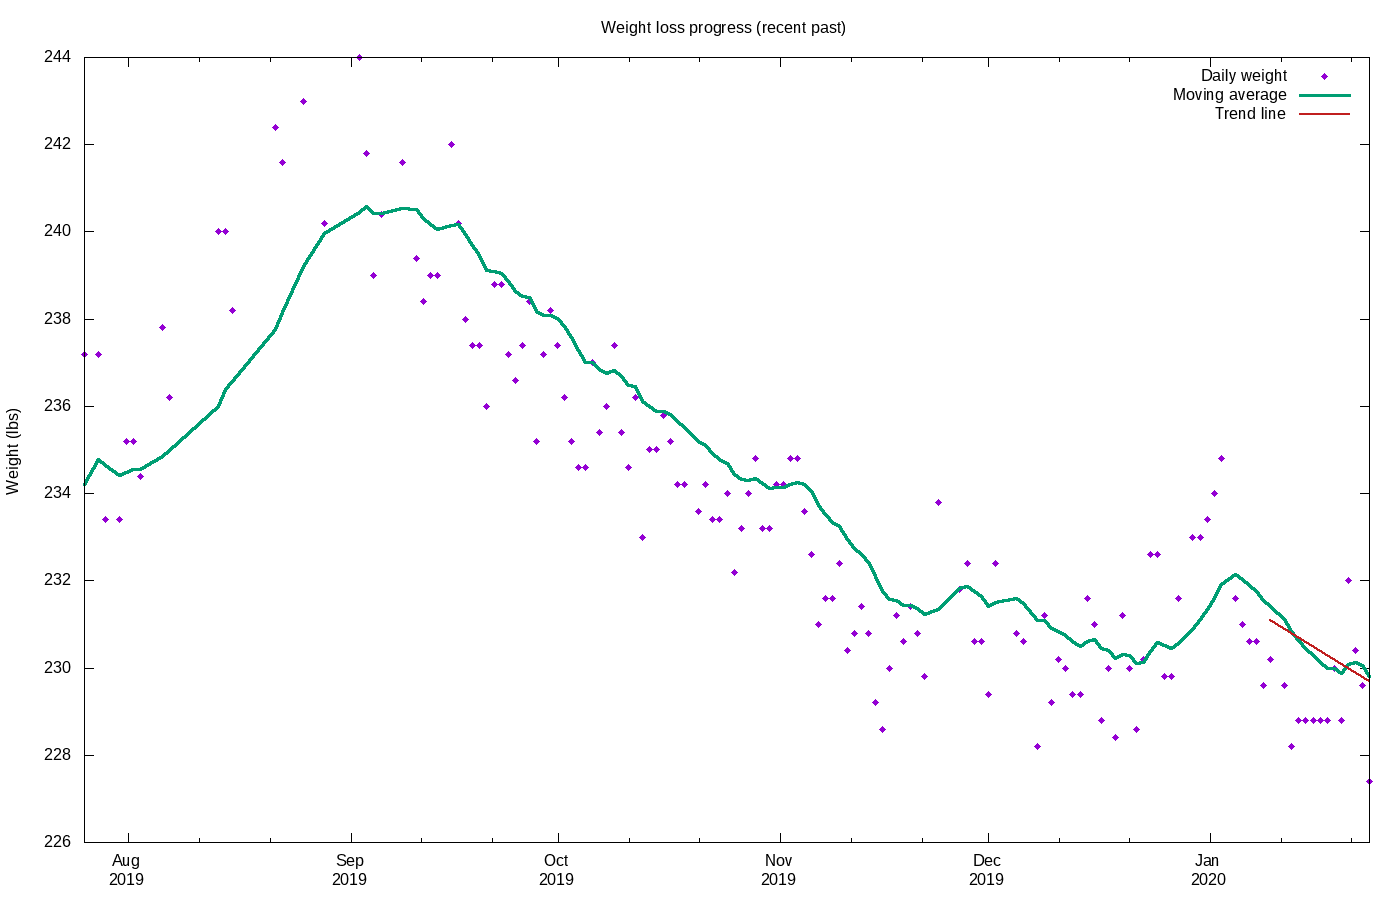 Weight loss progress (recent past)
244
242
240
238
236
234
232
230
228
226
Weight (lbs)
Daily weight
Moving average
Trend line
Aug
2019
Sep
2019
Oct
2019
Nov
2019
Dec
2019
Jan
2020